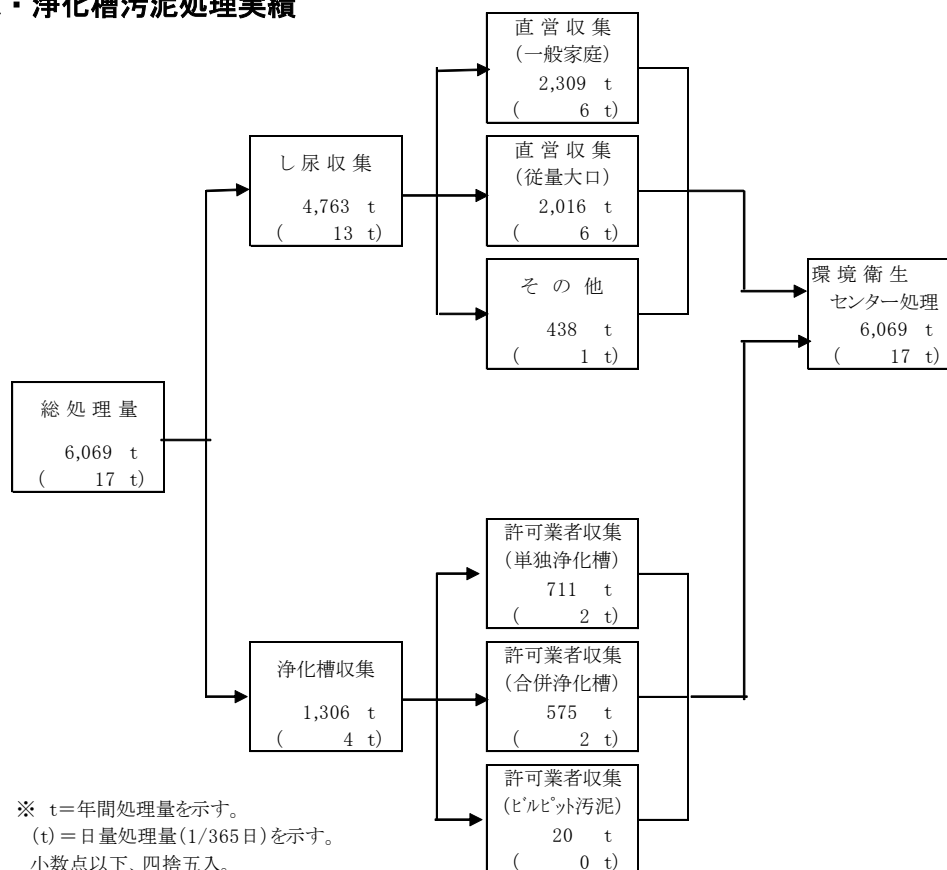 ・浄化槽汚泥処理実績
直営収集
(一般家庭)
2,309 t
( 6 t)
し尿収集
4,763 t
( 13 t)
直営収集
(従量大口)
2,016 t
( 6 t)
その他
438 t
( 1 t)
環境衛生
センター処理
6,069 t
( 17 t)
総処理量
6,069 t
( 17 t)
許可業者収集
(単独浄化槽)
711 t
( 2 t)
浄化槽収集
1,306 t
( 4 t)
許可業者収集
(合併浄化槽)
575 t
( 2 t)
許可業者収集
(ﾋﾞﾙﾋﾟｯﾄ汚泥)
20 t
( 0 t)
※ t＝年間処理量を示す。
(t)＝日量処理量(1/365日)を示す。
小数点以下、四捨五入。